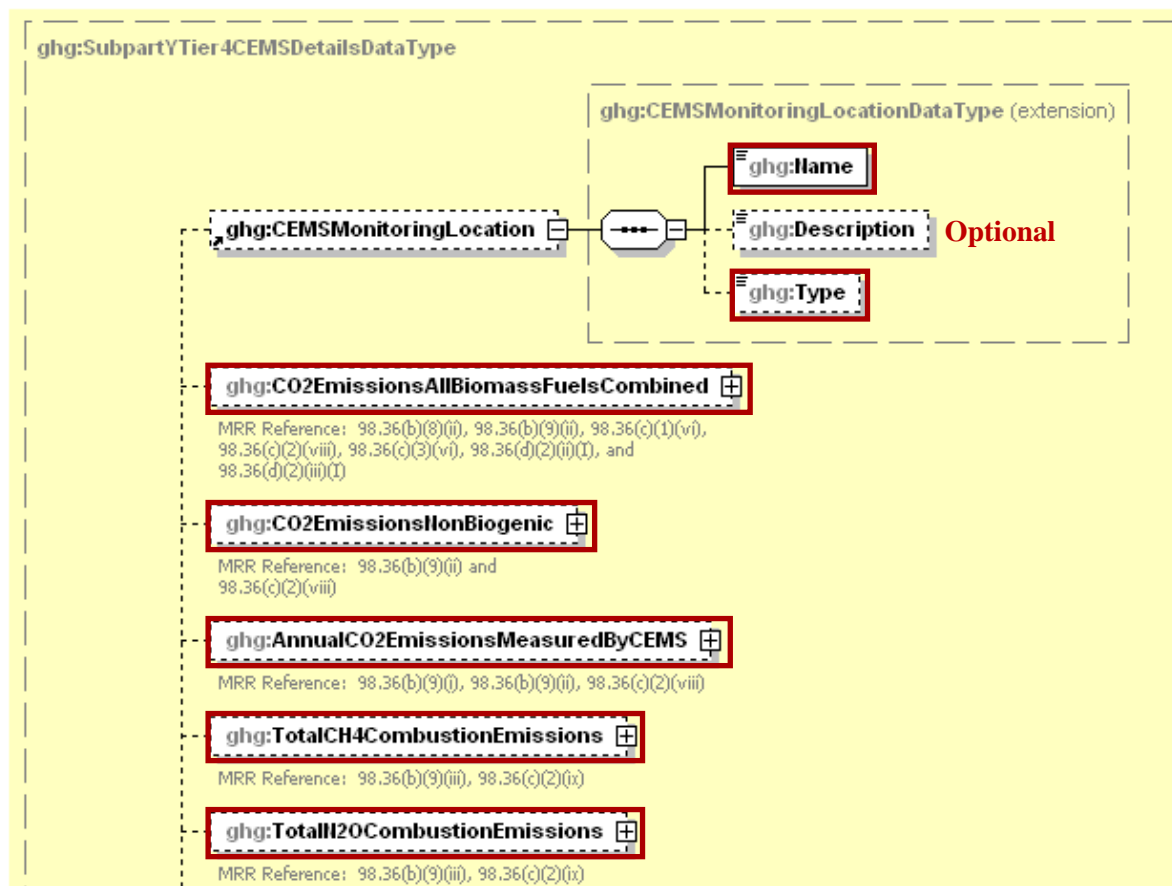 ghg:SubpartYTier4CEMSDetailsDataType
ghg:CEMSMonitoringLocationDataType (extension)
ghg:Name
ghg:CEMSMonitoringLocation
ghg:Description
Optional
ghg:Type
ghg:CO2EmissionsAllBiomassFuelsCombined
MRR Reference: 98.36(b)(8)(ii), 98.36(b)(9)(ii), 98.36(c)(1)(vi),
98.36(c)(2)(viii), 98.36(c)(3)(vi), 98.36(d)(2)(ii)(I), and
98.36(d)(2)(iii)(I)
ghg:CO2EmissionsNonBiogenic
MRR Reference: 98.36(b)(9)(ii) and
98.36(c)(2)(viii)
ghg:AnnualCO2EmissionsMeasuredByCEMS
MRR Reference: 98.36(b)(9)(i), 98.36(b)(9)(ii), 98.36(c)(2)(viii)
ghg:TotalCH4CombustionEmissions
MRR Reference: 98.36(b)(9)(iii), 98.36(c)(2)(ix)
ghg:TotalN2OCombustionEmissions
MRR Reference: 98.36(b)(9)(iii), 98.36(c)(2)(ix)